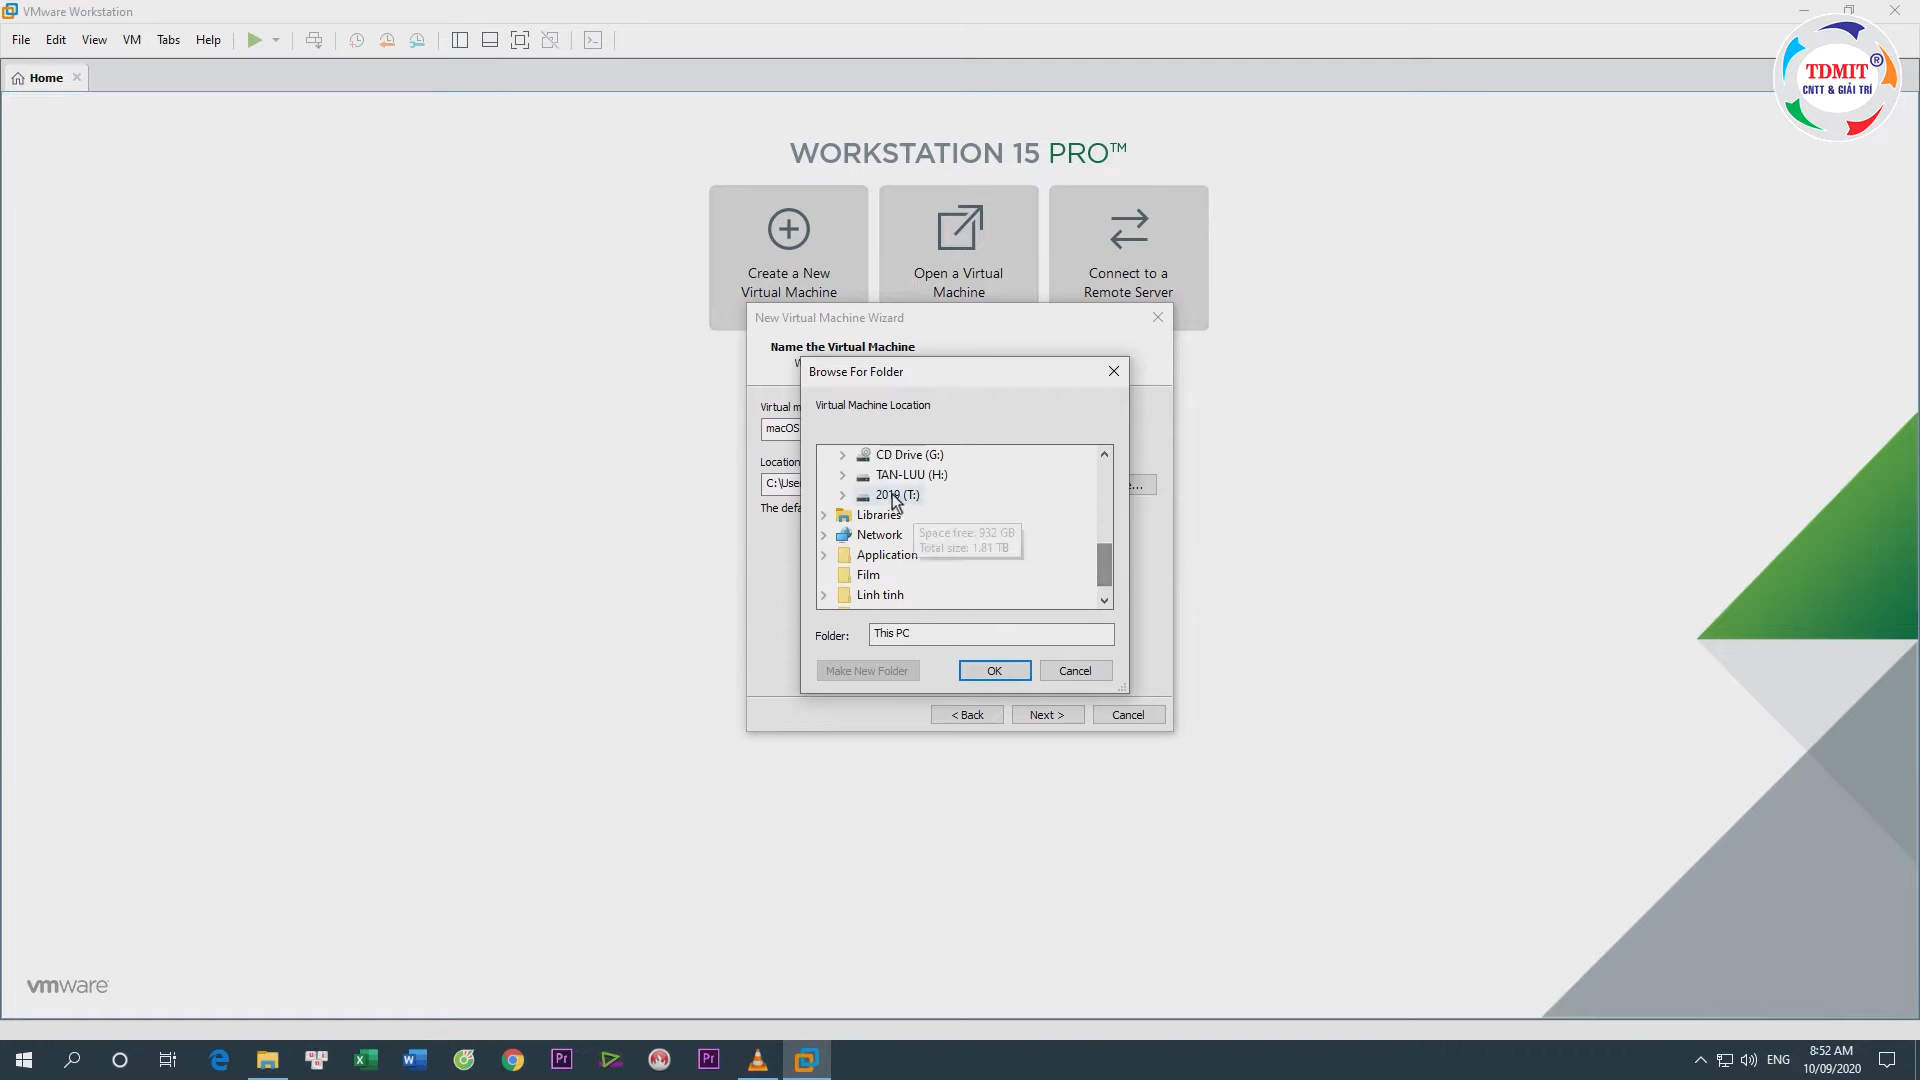 VMware Workstation
File Edit View VM Tabs Help
Home
TDMIT ®
CNTT & GIẢI TRÍ
WORKSTATION 15 PRO™
Create a New
Virtual Machine
Open a Virtual
Machine
Connect to a
Remote Server
New Virtual Machine Wizard
Name the Virtual Machine
Browse For Folder
Virtual Machine Location
macOS
Location
CD Drive (G:)
TAN-LUU (H:)
2019 (T:)
Libraries
Network
Space free: 932 GB
Total size: 1.81 TB
Application
Film
Linh tinh
Folder: This PC
Make New Folder OK Cancel
< Back Next > Cancel
vmware
ENG
8:52 AM
10/09/2020